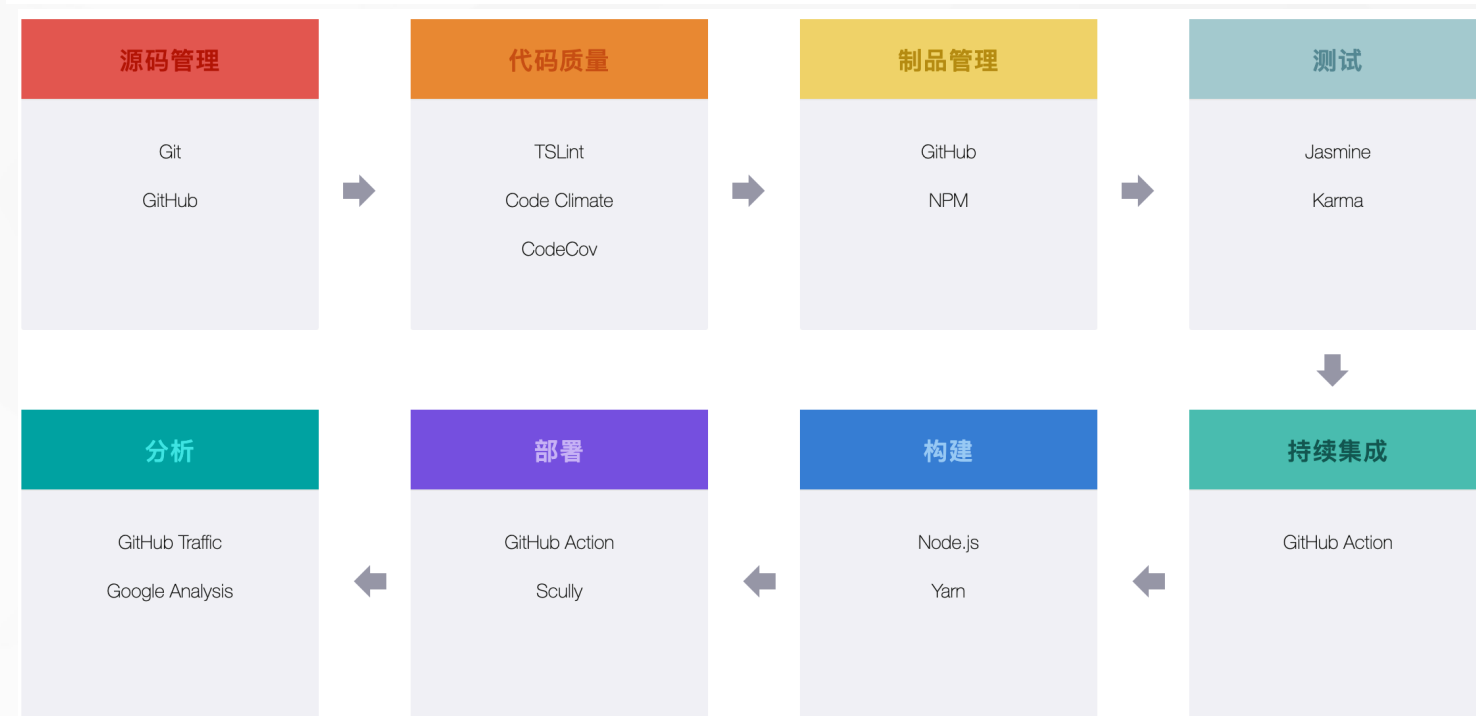 源码管理
Git
GitHub
代码质量
TSLint
Code Climate
CodeCov
制品管理
GitHub
NPM
测试
Jasmine
Karma
持续集成
GitHub Action
构建
Node.js
Yarn
部署
GitHub Action
Scully
分析
GitHub Traffic
Google Analysis